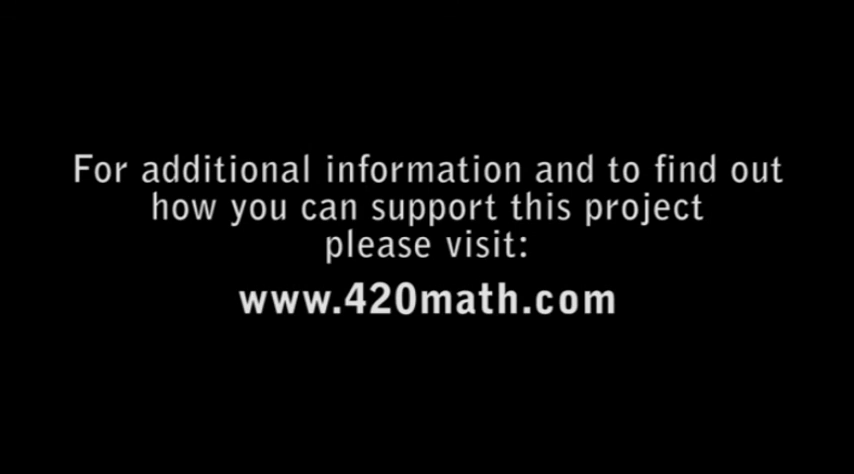 For additional information and to find out
how you can support this project
please visit:
www.420math.com